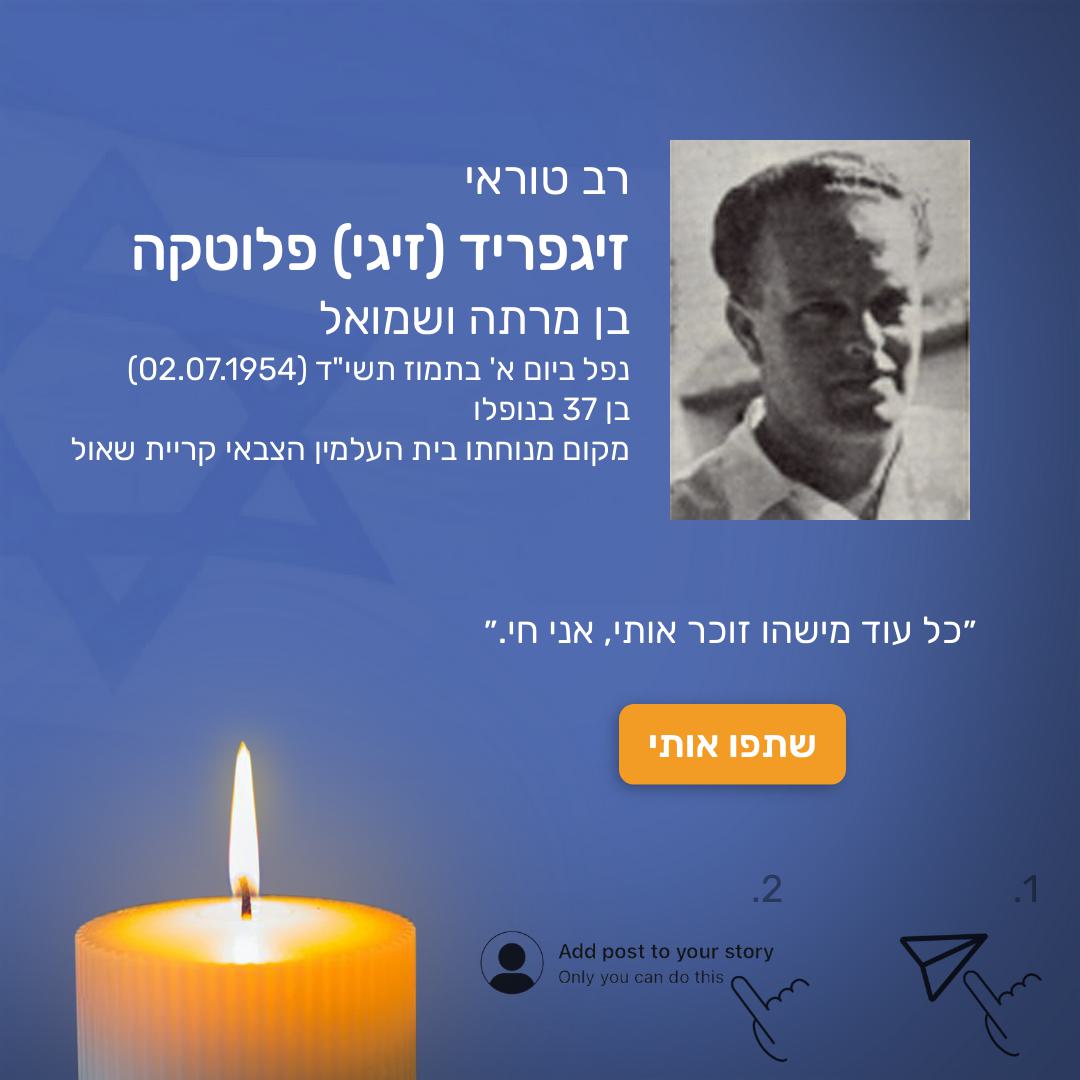 רב טוראי
זיגפריד (זיגי) פלוטקה
בן מרתה ושמואל
נפל ביום א' בתמוז תשי"ד (02.07.1954)
בן 37 בנופלו
מקום מנוחתו בית העלמין הצבאי קריית שאול
”כל עוד מישהו זוכר אותי, אני חי.”
שתפו אותי
1.
2.
Add post to your story
Only you can do this